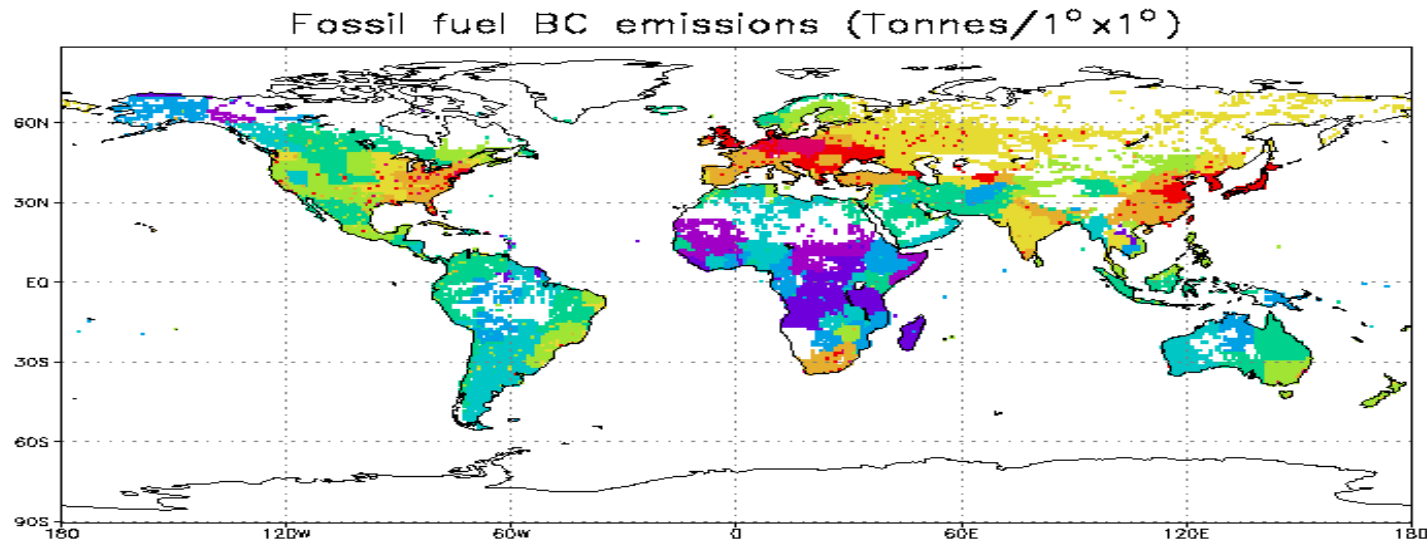 Fossil fuel BC emissions (Tonnes/1°x1°)
60N
30N
EQ
30S
60S
90S
180 120W 60W 0 60E 120E 180